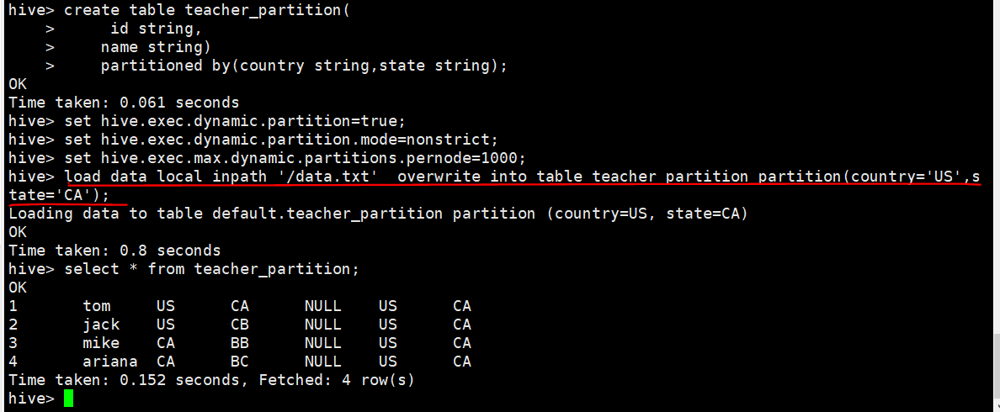 hive> create table teacher_partition(
    >      id string,
    >     name string)
    >     partitioned by(country string,state string);
OK
Time taken: 0.061 seconds
hive> set hive.exec.dynamic.partition=true;
hive> set hive.exec.dynamic.partition.mode=nonstrict;
hive> set hive.exec.max.dynamic.partitions.pernode=1000;
hive> load data local inpath '/data.txt'  overwrite into table teacher_partition partition(country='US',s
tate='CA');
Loading data to table default.teacher_partition partition (country=US, state=CA)
OK
Time taken: 0.8 seconds
hive> select * from teacher_partition;
OK
1       tom     US      CA      NULL    US      CA
2       jack    US      CB      NULL    US      CA
3       mike    CA      BB      NULL    US      CA
4       ariana  CA      BC      NULL    US      CA
Time taken: 0.152 seconds, Fetched: 4 row(s)
hive>